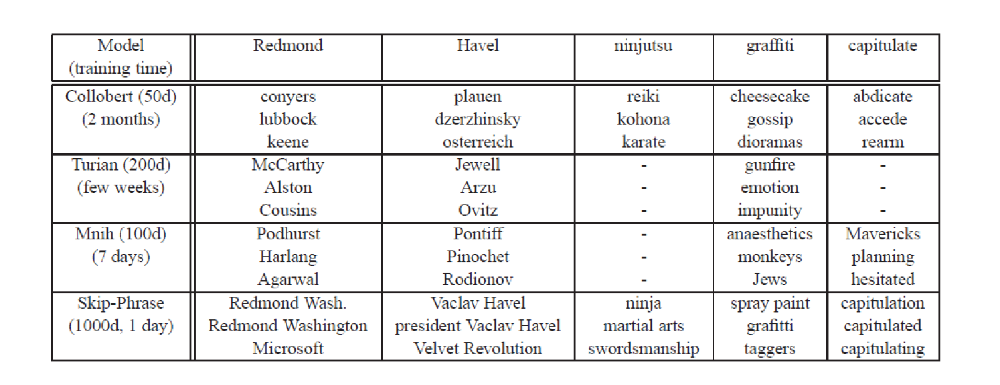 Model Redmond Havel ninjutsu graffiti capitulate
(training time)
Collobert (50d) conyers plauen reiki cheesecake abdicate
(2 months) lubbock dzerzhinsky kohona gossip accede
keene osterreich karate dioramas rearm
Turian (200d) McCarthy Jewell - gunfire -
(few weeks) Alston Arzu - emotion -
Cousins Ovitz - impunity -
Mnih (100d) Podhurst Pontiff - anaesthetics Mavericks
(7 days) Harlang Pinochet - monkeys planning
Agarwal Rodionov - Jews hesitated
Skip-Phrase Redmond Wash. Vaclav Havel ninja spray paint capitulation
(1000d, 1 day) Redmond Washington president Vaclav Havel martial arts grafitti capitulated
Microsoft Velvet Revolution swordsmanship taggers capitulating